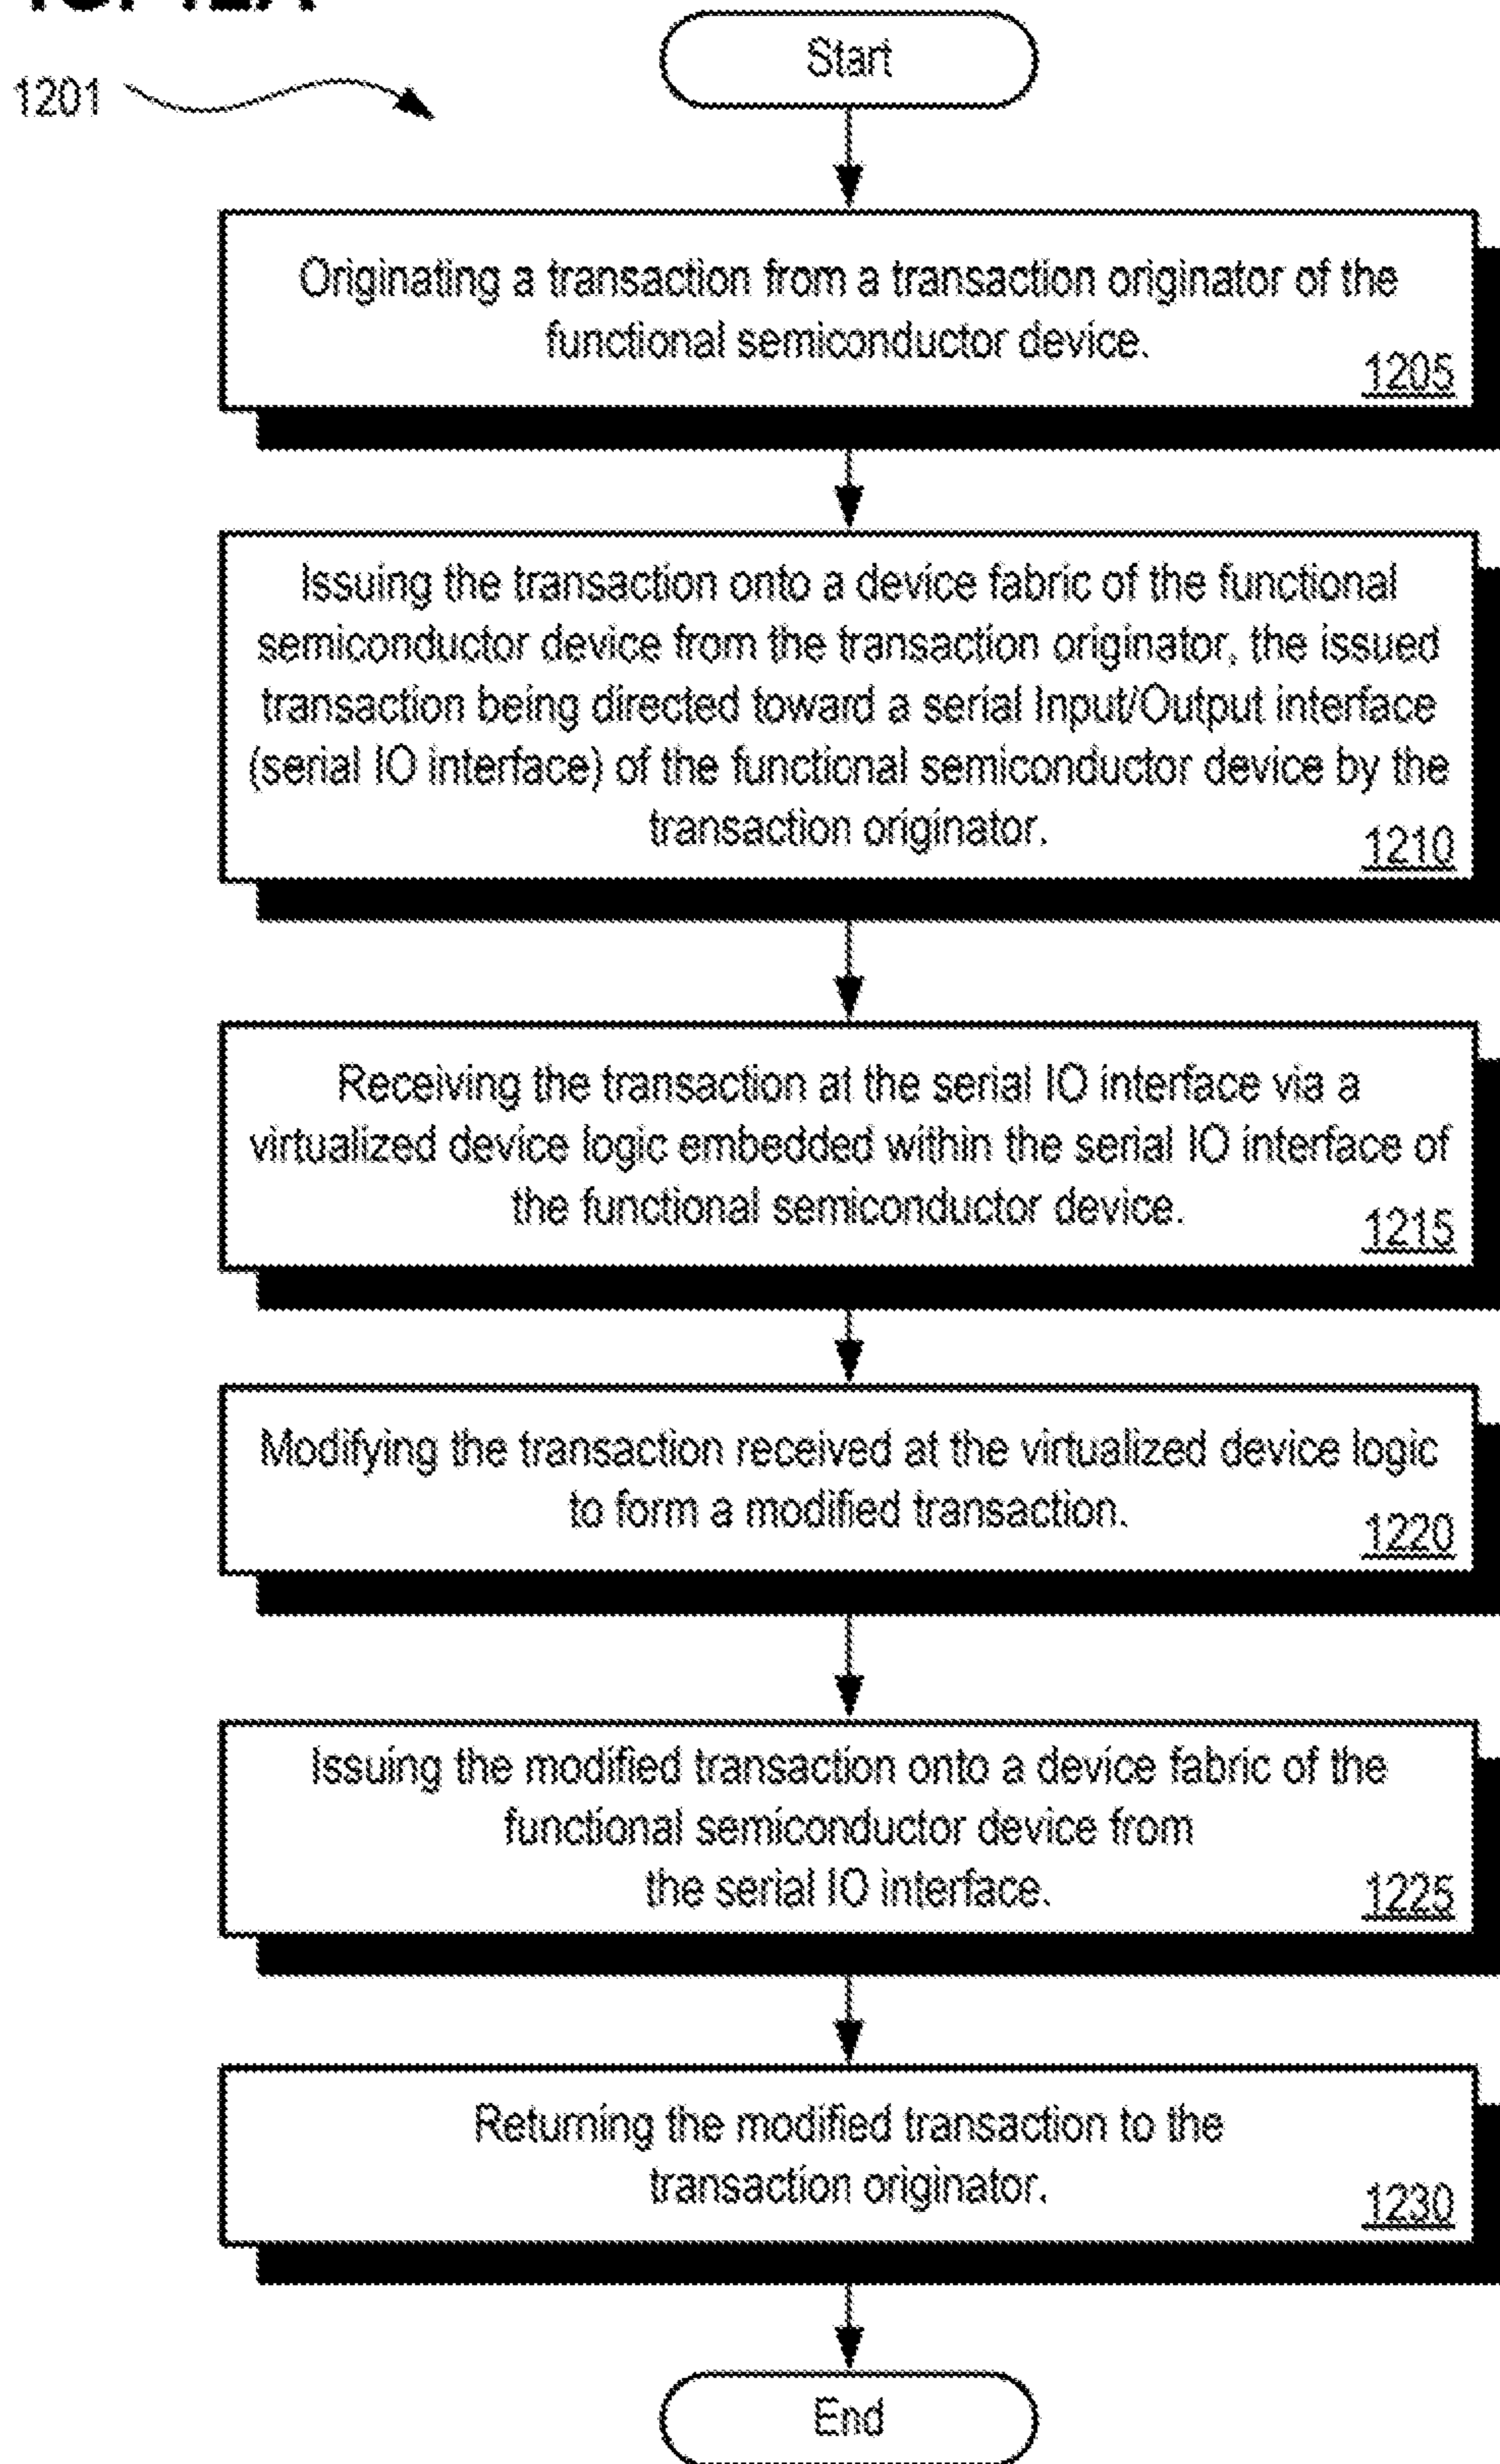 1201
Start
Originating a transaction from a transaction originator of the
functional semiconductor device.
1205
Issuing the transaction onto a device fabric of the functional
semiconductor device from the transaction originator, the issued
transaction being directed toward a serial Input/Output interface
(serial IO interface) of the functional semiconductor device by the
transaction originator.
1210
Receiving the transaction at the serial IO interface via a
virtualized device logic embedded within the serial IO interface of
the functional semiconductor device.
1215
Modifying the transaction received at the virtualized device logic
to form a modified transaction.
1220
Issuing the modified transaction onto a device fabric of the
functional semiconductor device from
the serial IO interface.
1225
Returning the modified transaction to the
transaction originator.
1230
End